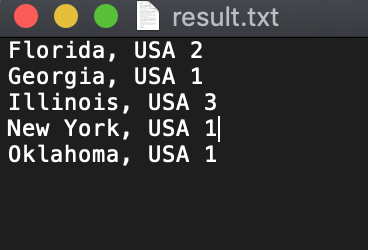 result.txt
Florida, USA 2
Georgia, USA 1
Illinois, USA 3
New York, USA 1
Oklahoma, USA 1